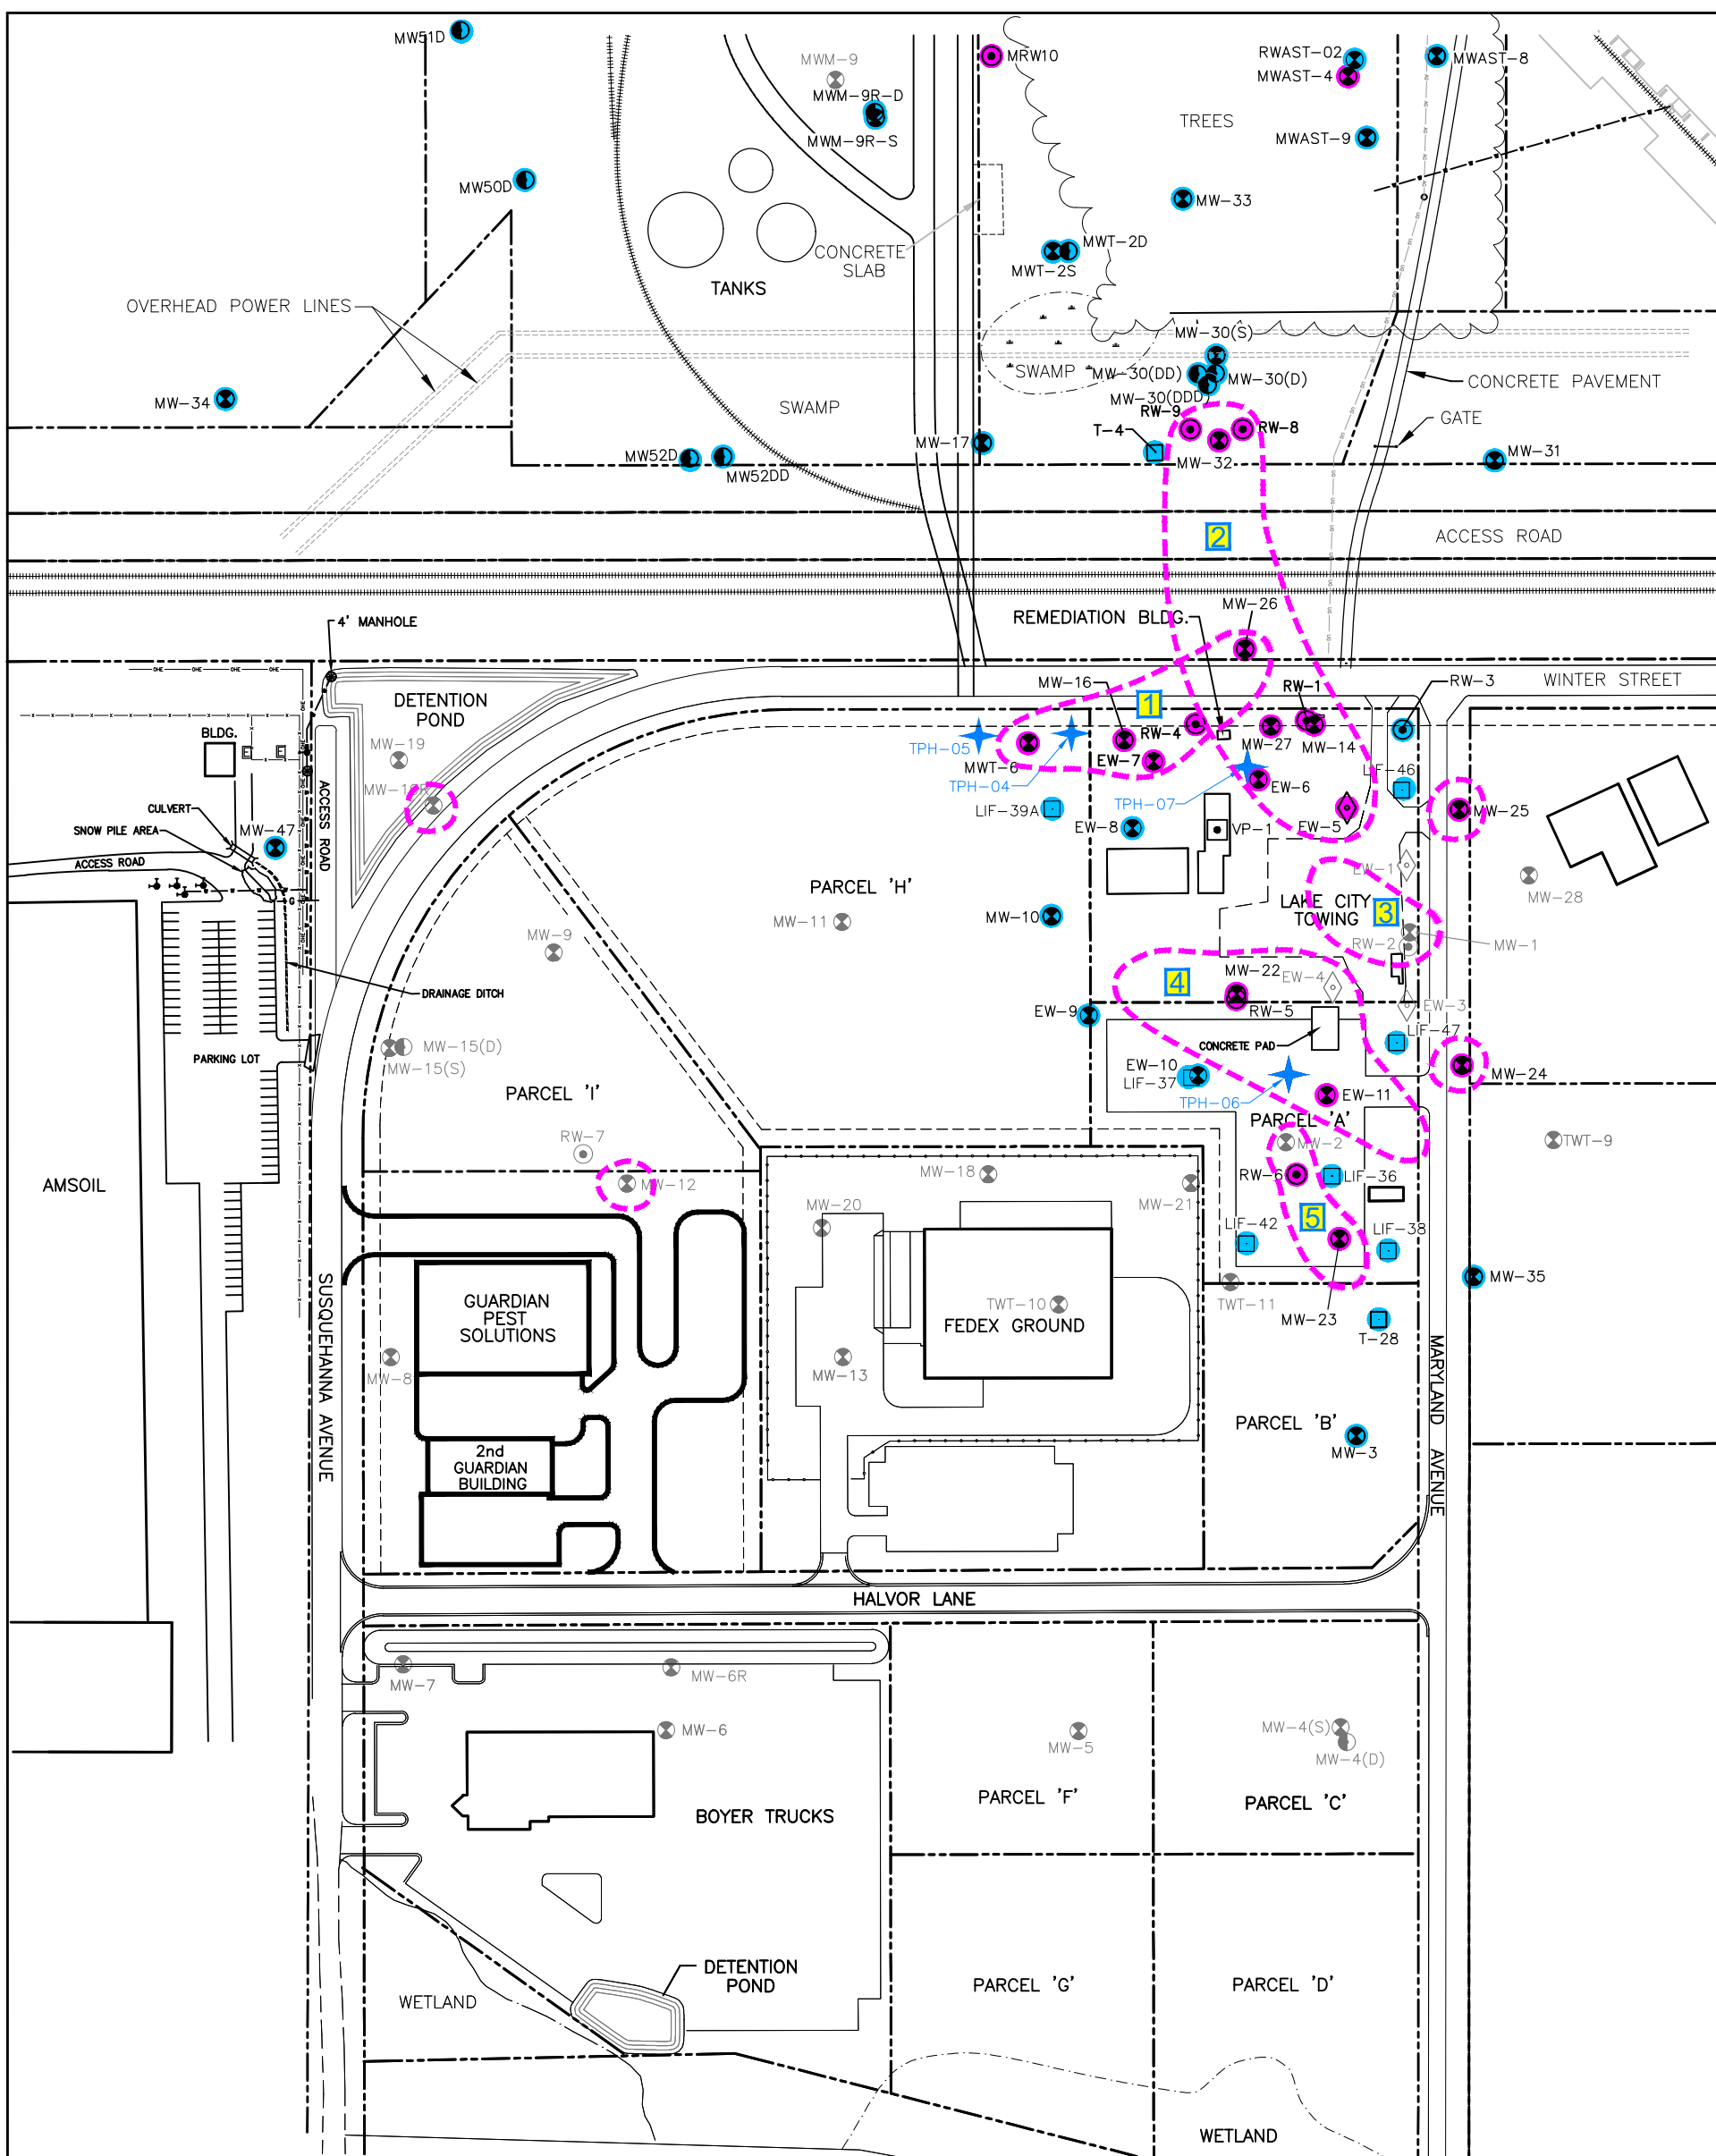 MW51D
MWM-9
MWM-9R-D
MWM-9R-S
MRW10
RWAST-02
MWAST-4
MWAST-8
TREES
MWAST-9
MW50D
MW-33
CONCRETE
SLAB
MWT-2D
MWT-2S
TANKS
OVERHEAD POWER LINES
MW-30(S)
SWAMP
MW-30(DD)
MW-30(D)
MW-30(DDD)
CONCRETE PAVEMENT
MW-34
SWAMP
RW-9
GATE
T-4
RW-8
MW-17
MW-32
MW-31
MW52D
MW52DD
2
ACCESS ROAD
MW-26
REMEDIATION BLDG.
4' MANHOLE
MW-16
RW-1
RW-3
WINTER STREET
DETENTION
POND
1
BLDG.
E
E
MW-19
TPH-05
RW-4
MW-27
MW-14
MWT-6
EW-7
TPH-04
LIF-46
EW-6
MW-19R
TPH-07
CULVERT
LIF-39A
EW-5
MW-25
SNOW PILE AREA
MW-47
ACCESS ROAD
EW-8
VP-1
ACCESS ROAD
EW-1
PARCEL 'H'
MW-28
G
LAKE CITY
TOWING
3
MW-11
MW-10
MW-9
RW-2
MW-1
MW-22
4
EW-4
DRAINAGE DITCH
RW-5
EW-3
EW-9
LIF-47
CONCRETE PAD
PARKING LOT
MW-15(D)
MW-15(S)
EW-10
LIF-37
MW-24
PARCEL 'I'
TPH-06
EW-11
PARCEL 'A'
MW-2
TWT-9
RW-7
AMSOIL
MW-18
MW-12
RW-6
LIF-36
MW-20
MW-21
5
LIF-42
LIF-38
MW-35
SUSQUEHANNA AVENUE
GUARDIAN
PEST
SOLUTIONS
TWT-10
TWT-11
MW-23
FEDEX GROUND
T-28
MW-8
MW-13
MARYLAND AVENUE
PARCEL 'B'
MW-3
2nd
GUARDIAN
BUILDING
HALVOR LANE
MW-7
MW-6R
MW-6
MW-5
MW-4(S)
MW-4(D)
PARCEL 'F'
PARCEL 'C'
BOYER TRUCKS
DETENTION
POND
PARCEL 'G'
PARCEL 'D'
WETLAND
WETLAND